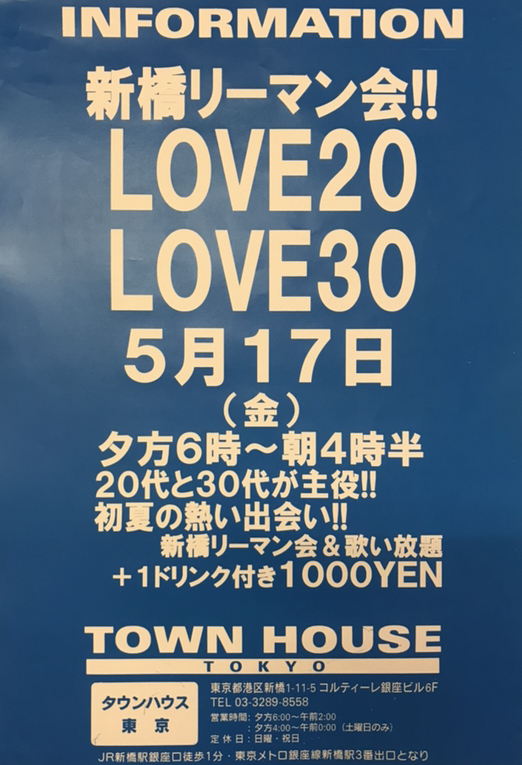 INFORMATION
新橋リーマン会!!
LOVE20
LOVE30
5月17日
(金)
夕方6時～朝4時半
20代と30代が主役!!
初夏の熱い出会い!!
新橋リーマン会&歌い放題
+1ドリンク付き1000YEN
TOWN HOUSE
TOKYO
タウンハウス
東京
東京都港区新橋1-11-5 コルティーレ銀座ビル6F
TEL 03-3289-8558
営業時間: 夕方6:00～午前2:00
: 夕方4:00～午前0:00 (土曜日のみ)
定休日: 日曜・祝日
JR新橋駅銀座口徒歩1分・東京メトロ銀座線新橋駅3番出口となり